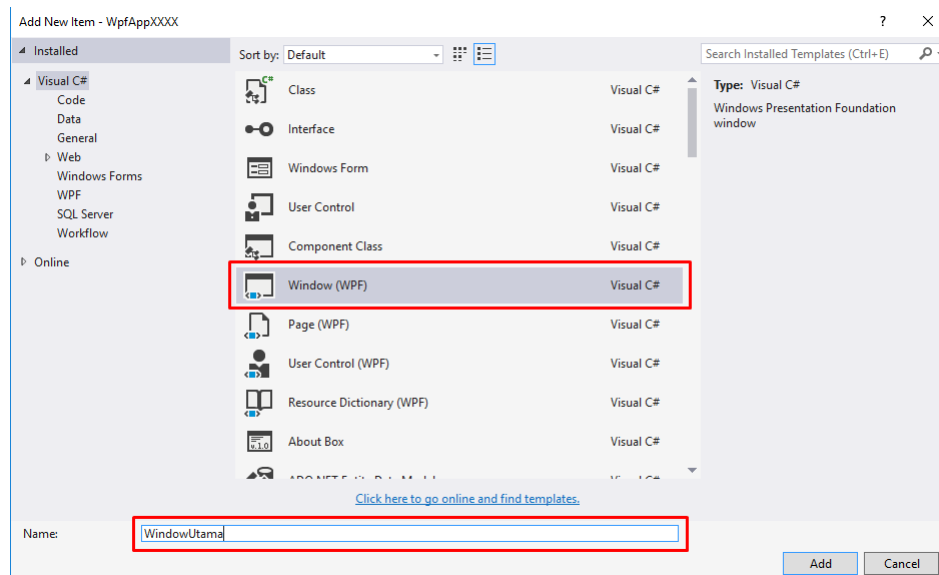 Add New Item - WpfAppXXXX
? ×
Installed
Sort by: Default
Search Installed Templates (Ctrl+E)
Visual C#
Code
Data
General
Web
Windows Forms
WPF
SQL Server
Workflow
Online
C#
Class Visual C#
Interface Visual C#
Windows Form Visual C#
User Control Visual C#
Component Class Visual C#
Window (WPF) Visual C#
Page (WPF) Visual C#
User Control (WPF) Visual C#
Resource Dictionary (WPF) Visual C#
v.1.0
About Box Visual C#
Type: Visual C#
Windows Presentation Foundation
window
Click here to go online and find templates.
Name: WindowUtama
Add Cancel